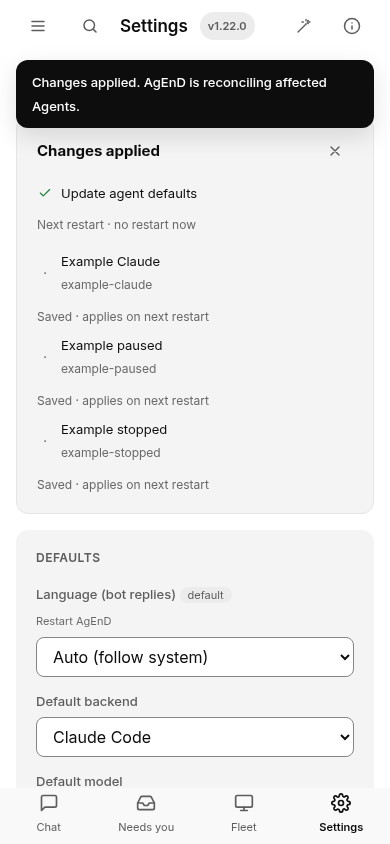 Settings
v1.22.0
Changes applied. AgEnD is reconciling affected
Agents.
Changes applied
Update agent defaults
Next restart · no restart now
Example Claude
example-claude
Saved · applies on next restart
Example paused
example-paused
Saved · applies on next restart
Example stopped
example-stopped
Saved · applies on next restart
DEFAULTS
Language (bot replies) default
Restart AgEnD
Auto (follow system)
Default backend
Claude Code
Default model
Chat
Needs you
Fleet
Settings